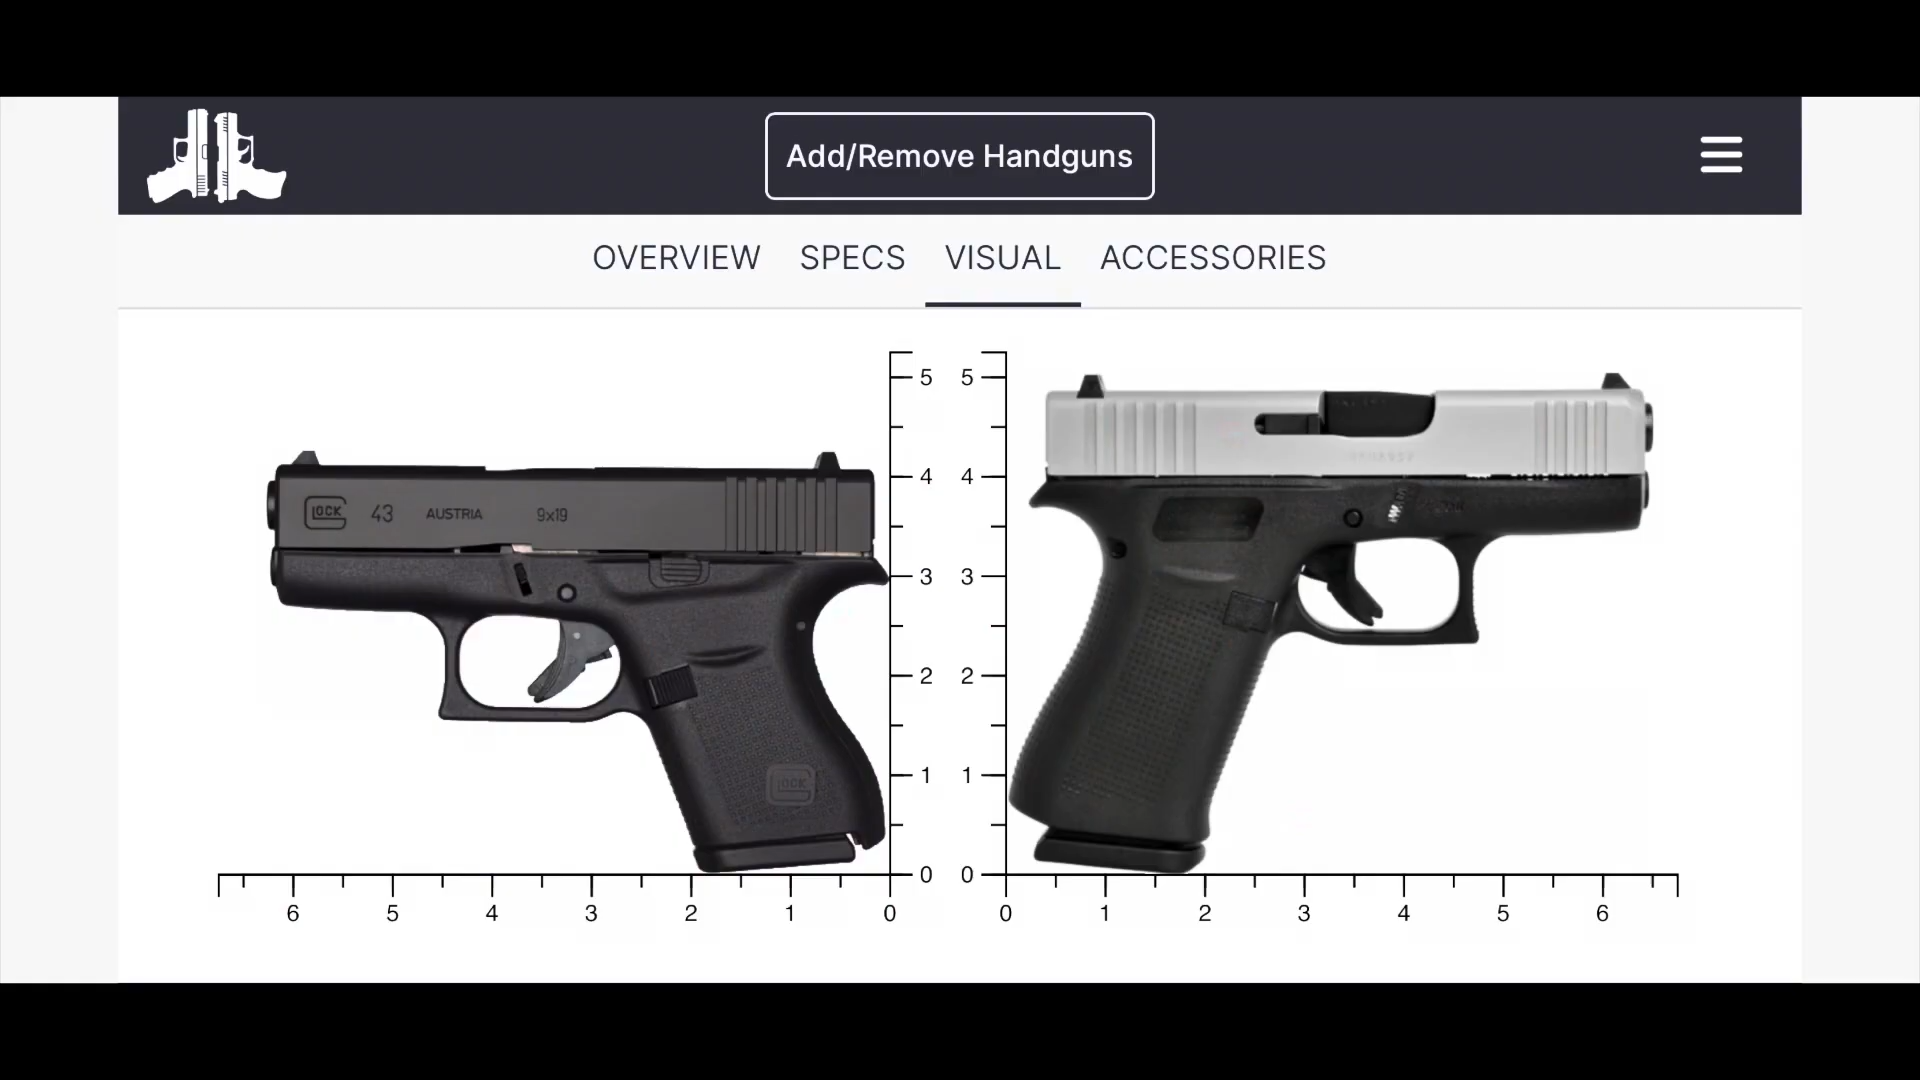 Add/Remove Handguns
OVERVIEW SPECS VISUAL ACCESSORIES
GLOCK 43 AUSTRIA 9x19
GLOCK
5 5
4 4
3 3
2 2
1 1
0 0
6 5 4 3 2 1 0 0 1 2 3 4 5 6